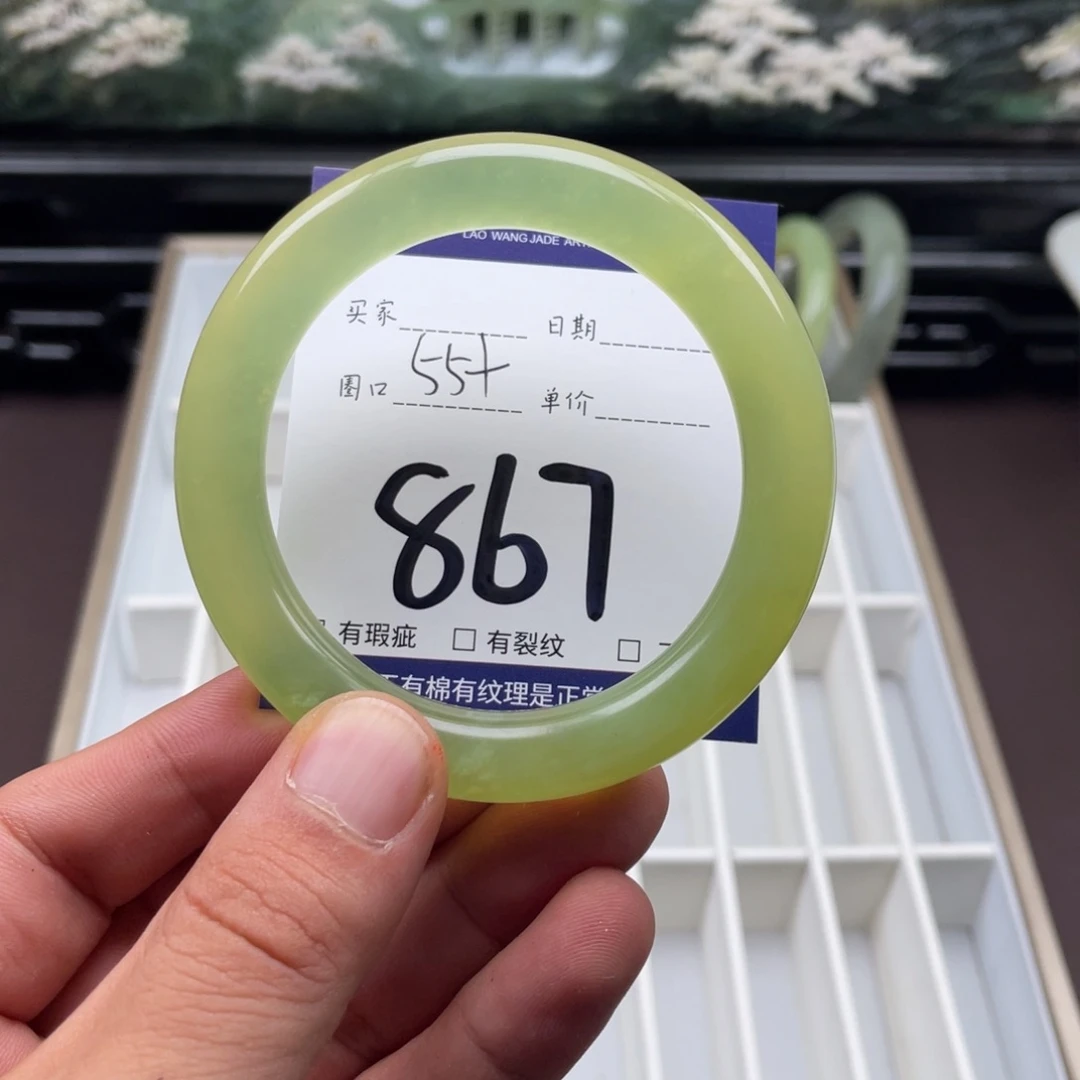 LAO WANG JADE
买家 日期
圈口 55+ 单价
867
□ 有瑕疵 □ 有裂纹 □
有棉有纹理是正常